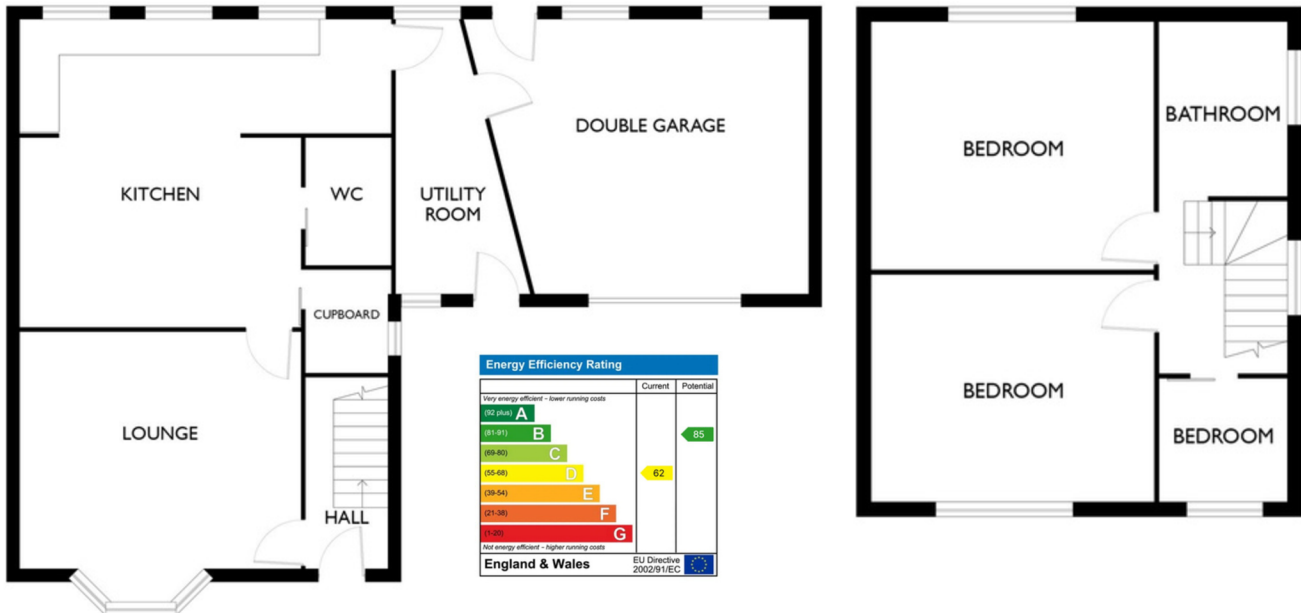 KITCHEN
WC
UTILITY
ROOM
DOUBLE GARAGE
CUPBOARD
LOUNGE
HALL
BEDROOM
BATHROOM
BEDROOM
BEDROOM
Energy Efficiency Rating
Current Potential
Very energy efficient - lower running costs
(92 plus) A
(81-91) B 85
(69-80) C
(55-68) D 62
(39-54) E
(21-38) F
(1-20) G
Not energy efficient - higher running costs
England & Wales
EU Directive
2002/91/EC